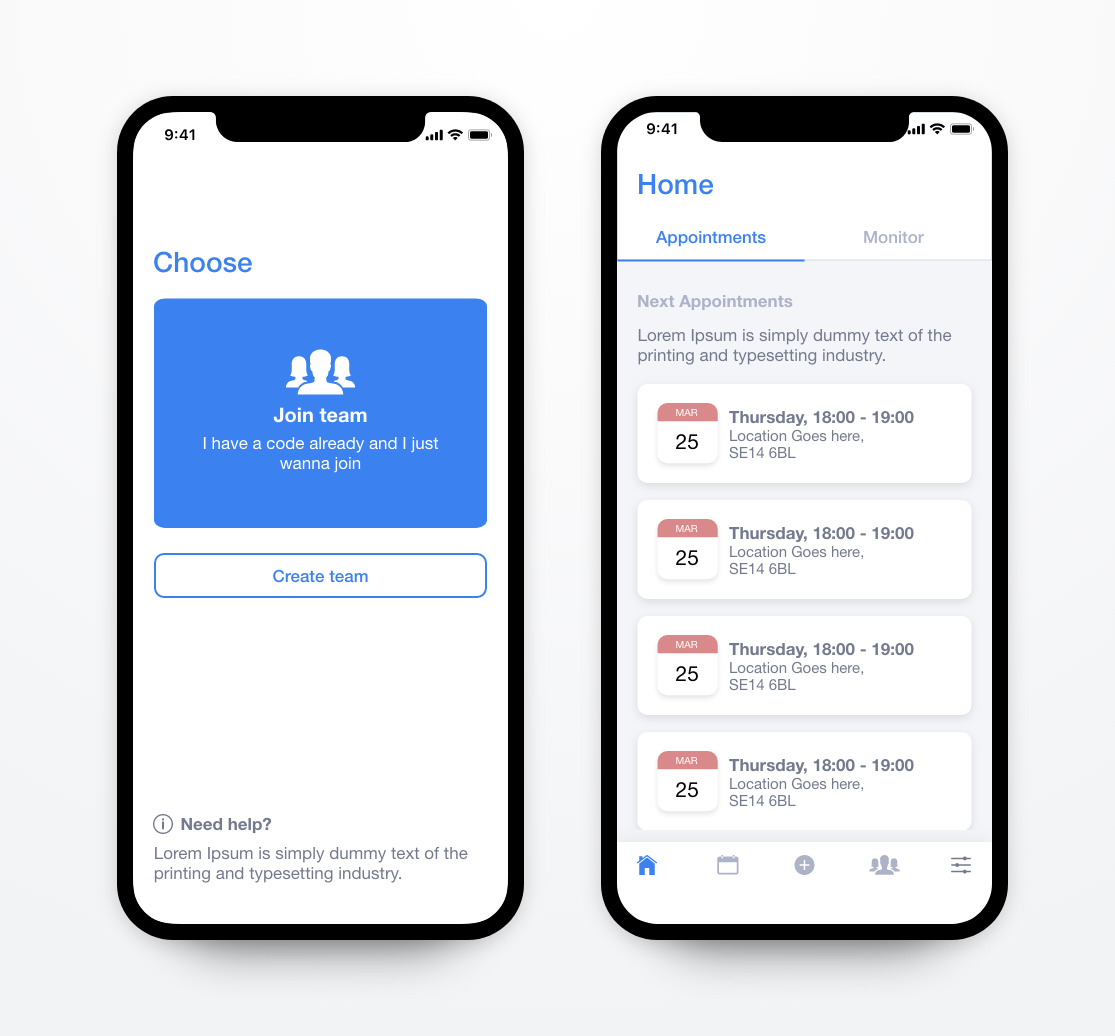 9:41
Choose
Join team
I have a code already and I just
wanna join
Create team
Need help?
Lorem Ipsum is simply dummy text of the
printing and typesetting industry.
9:41
Home
Appointments
Monitor
Next Appointments
Lorem Ipsum is simply dummy text of the
printing and typesetting industry.
MAR
25
Thursday, 18:00 - 19:00
Location Goes here,
SE14 6BL
MAR
25
Thursday, 18:00 - 19:00
Location Goes here,
SE14 6BL
MAR
25
Thursday, 18:00 - 19:00
Location Goes here,
SE14 6BL
MAR
25
Thursday, 18:00 - 19:00
Location Goes here,
SE14 6BL